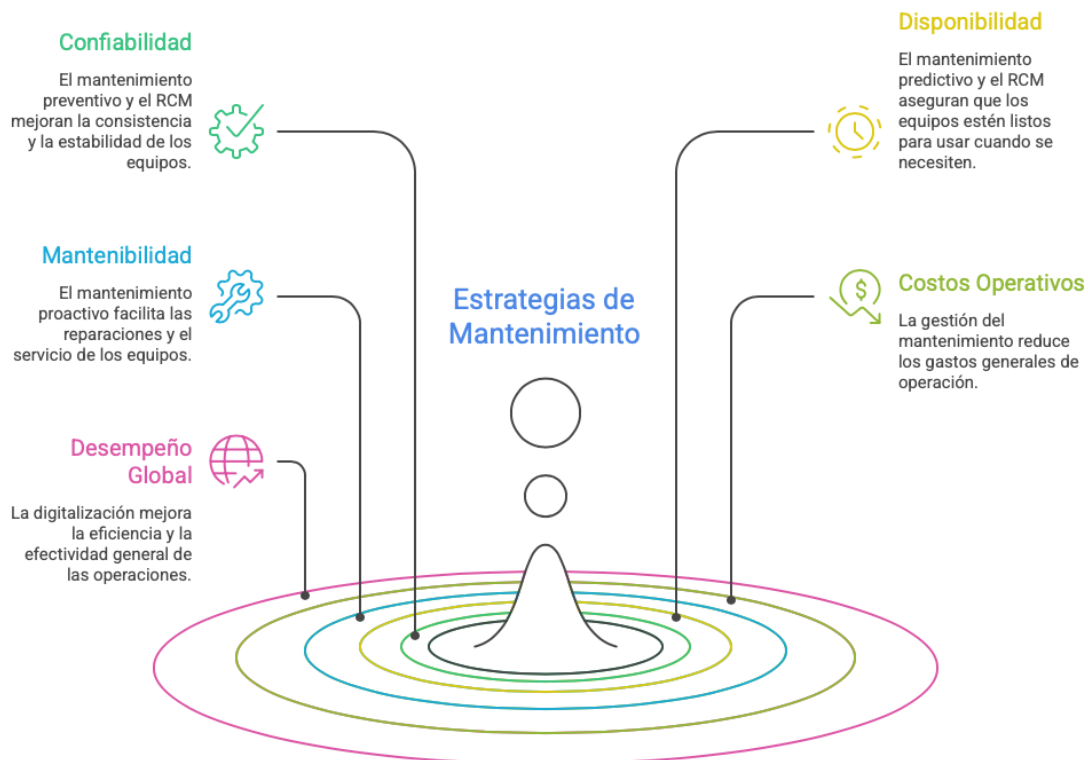 Confiabilidad
El mantenimiento
preventivo y el RCM
mejoran la consistencia
y la estabilidad de los
equipos.
Mantenibilidad
El mantenimiento
proactivo facilita las
reparaciones y el
servicio de los equipos.
Desempeño
Global
La digitalización mejora
la eficiencia y la
efectividad general de
las operaciones.
Estrategias de
Mantenimiento
Disponibilidad
El mantenimiento
predictivo y el RCM
aseguran que los
equipos estén listos
para usar cuando se
necesiten.
$
Costos Operativos
La gestión del
mantenimiento reduce
los gastos generales de
operación.